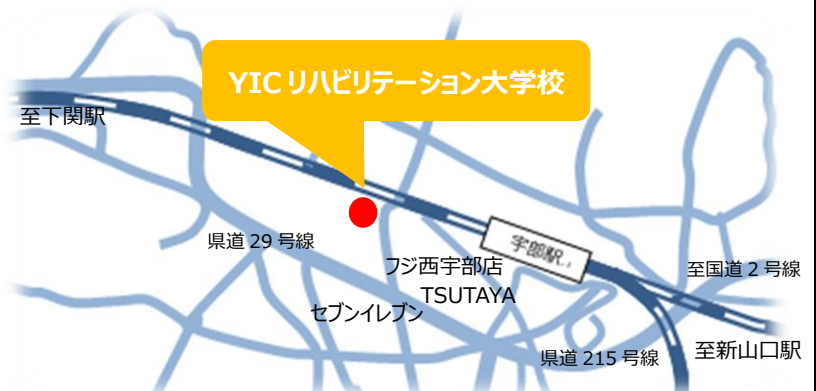 YIC リハビリテーション大学校
至下関駅
県道 29 号線
宇部駅
フジ西宇部店
至国道 2 号線
TSUTAYA
セブンイレブン
県道 215 号線
至新山口駅